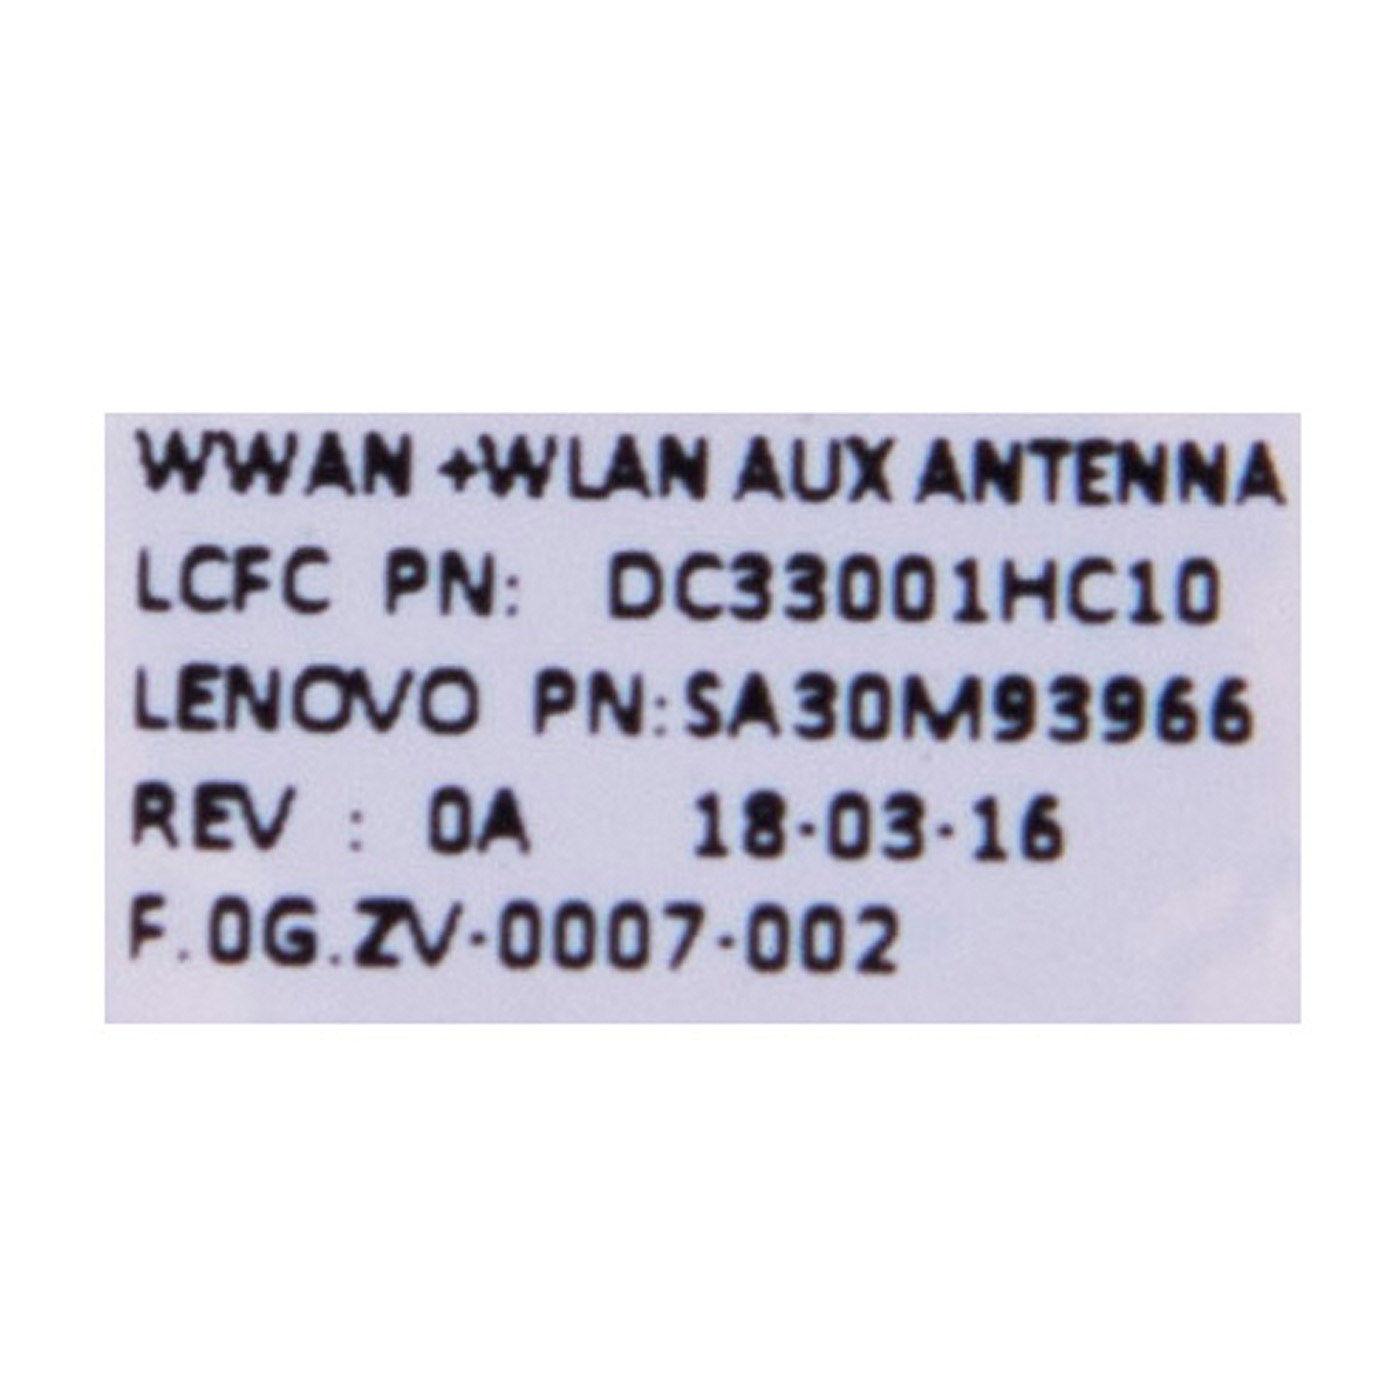 WWAN +WLAN AUX ANTENNA
LCFC PN: DC33001HC10
LENOVO PN:SA30M93966
REV : 0A 18-03-16
F.0G.ZV-0007-002